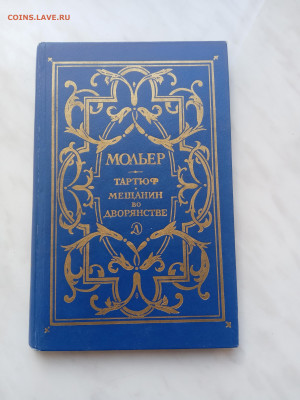 COINS.LAVE.RU
МОЛЬЕР
ТАРТЮФ
МЕЩАНИН
ВО
ДВОРЯНСТВЕ
Д